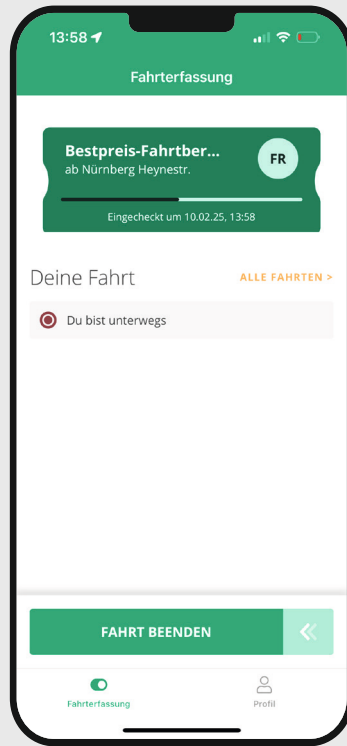 13:58
Fahrterfassung
Bestpreis-Fahrtber...
FR
ab Nürnberg Heynestr.
Eingecheckt um 10.02.25, 13:58
Deine Fahrt
ALLE FAHRTEN >
Du bist unterwegs
FAHRT BEENDEN
Fahrterfassung
Profil